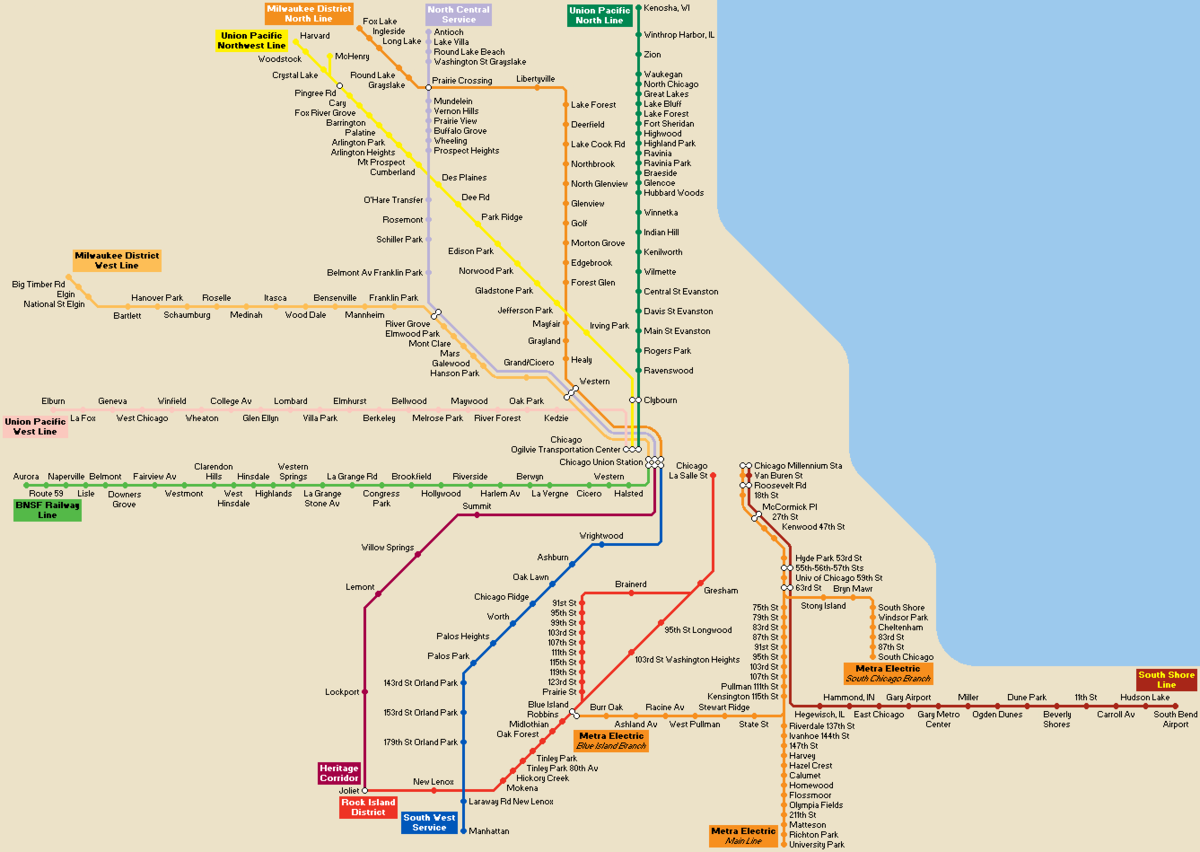 Milwaukee District
North Line
Fox Lake
Ingleside
Long Lake
Round Lake
Grayslake
Prairie Crossing
Libertyville
Lake Forest
Deerfield
Lake Cook Rd
Northbrook
North Glenview
Glenview
Golf
Morton Grove
Edgebrook
Forest Glen
Mayfair
Grayland
Healy
Western
North Central
Service
Antioch
Lake Villa
Round Lake Beach
Washington St Grayslake
Mundelein
Vernon Hills
Prairie View
Buffalo Grove
Wheeling
Prospect Heights
O'Hare Transfer
Rosemont
Schiller Park
Belmont Av Franklin Park
Union Pacific
North Line
Kenosha, WI
Winthrop Harbor, IL
Zion
Waukegan
North Chicago
Great Lakes
Lake Bluff
Lake Forest
Fort Sheridan
Highwood
Highland Park
Ravinia
Ravinia Park
Braeside
Glencoe
Hubbard Woods
Winnetka
Indian Hill
Kenilworth
Wilmette
Central St Evanston
Davis St Evanston
Main St Evanston
Rogers Park
Ravenswood
Clybourn
Union Pacific
Northwest Line
Harvard
Woodstock
McHenry
Crystal Lake
Pingree Rd
Cary
Fox River Grove
Barrington
Palatine
Arlington Park
Arlington Heights
Mt Prospect
Cumberland
Des Plaines
Dee Rd
Park Ridge
Edison Park
Norwood Park
Gladstone Park
Jefferson Park
Irving Park
Milwaukee District
West Line
Big Timber Rd
Elgin
National St Elgin
Bartlett
Hanover Park
Schaumburg
Roselle
Medinah
Itasca
Wood Dale
Bensenville
Mannheim
Franklin Park
River Grove
Elmwood Park
Mont Clare
Mars
Galewood
Hanson Park
Grand/Cicero
Union Pacific
West Line
Elburn
La Fox
Geneva
West Chicago
Winfield
Wheaton
College Av
Glen Ellyn
Lombard
Villa Park
Elmhurst
Berkeley
Bellwood
Melrose Park
Maywood
River Forest
Oak Park
Kedzie
Chicago
Ogilvie Transportation Center
Chicago Union Station
BNSF Railway
Line
Aurora
Route 59
Naperville
Lisle
Belmont
Downers
Grove
Fairview Av
Westmont
Clarendon
Hills
West
Hinsdale
Hinsdale
Highlands
Western
Springs
La Grange
Stone Av
La Grange Rd
Congress
Park
Brookfield
Hollywood
Riverside
Harlem Av
Berwyn
La Vergne
Cicero
Western
Halsted
Heritage
Corridor
Summit
Willow Springs
Lemont
Lockport
Joliet
South West
Service
Wrightwood
Ashburn
Oak Lawn
Chicago Ridge
Worth
Palos Heights
Palos Park
143rd St Orland Park
153rd St Orland Park
179th St Orland Park
Laraway Rd New Lenox
Manhattan
Rock Island
District
Chicago
La Salle St
Gresham
Brainerd
91st St
95th St
99th St
103rd St
107th St
111th St
115th St
119th St
123rd St
Prairie St
95th St Longwood
103rd St Washington Heights
Blue Island
Robbins
Midlothian
Oak Forest
Tinley Park
Tinley Park 80th Av
Hickory Creek
Mokena
New Lenox
Chicago Millennium Sta
Van Buren St
Roosevelt Rd
18th St
McCormick Pl
27th St
Kenwood 47th St
Hyde Park 53rd St
55th-56th-57th Sts
Univ of Chicago 59th St
63rd St
Stony Island
Bryn Mawr
South Shore
Windsor Park
Cheltenham
83rd St
87th St
South Chicago
Metra Electric
South Chicago Branch
75th St
79th St
83rd St
87th St
91st St
95th St
103rd St
107th St
Pullman 111th St
Kensington 115th St
Metra Electric
Blue Island Branch
Burr Oak
Ashland Av
Racine Av
West Pullman
Stewart Ridge
State St
Riverdale 137th St
Ivanhoe 144th St
147th St
Harvey
Hazel Crest
Calumet
Homewood
Flossmoor
Olympia Fields
211th St
Matteson
Richton Park
University Park
Metra Electric
Main Line
South Shore
Line
Hegewisch, IL
Hammond, IN
East Chicago
Gary Airport
Gary Metro
Center
Miller
Ogden Dunes
Dune Park
Beverly
Shores
11th St
Carroll Av
Hudson Lake
South Bend
Airport